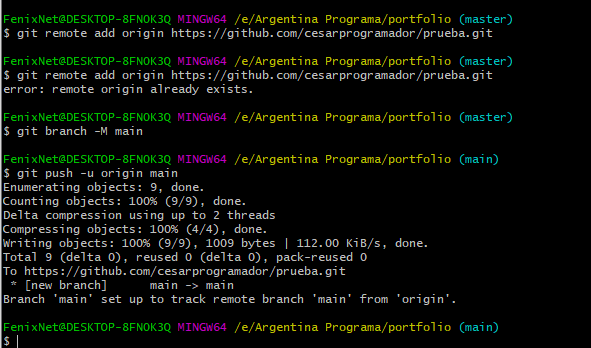 FenixNet@DESKTOP-8FNOK3Q MINGW64 /e/Argentina Programa/portfolio (master)
$ git remote add origin https://github.com/cesarprogramador/prueba.git
FenixNet@DESKTOP-8FNOK3Q MINGW64 /e/Argentina Programa/portfolio (master)
$ git remote add origin https://github.com/cesarprogramador/prueba.git
error: remote origin already exists.
FenixNet@DESKTOP-8FNOK3Q MINGW64 /e/Argentina Programa/portfolio (master)
$ git branch -M main
FenixNet@DESKTOP-8FNOK3Q MINGW64 /e/Argentina Programa/portfolio (main)
$ git push -u origin main
Enumerating objects: 9, done.
Counting objects: 100% (9/9), done.
Delta compression using up to 2 threads
Compressing objects: 100% (4/4), done.
Writing objects: 100% (9/9), 1009 bytes | 112.00 KiB/s, done.
Total 9 (delta 0), reused 0 (delta 0), pack-reused 0
To https://github.com/cesarprogramador/prueba.git
 * [new branch]      main -> main
Branch 'main' set up to track remote branch 'main' from 'origin'.
FenixNet@DESKTOP-8FNOK3Q MINGW64 /e/Argentina Programa/portfolio (main)
$